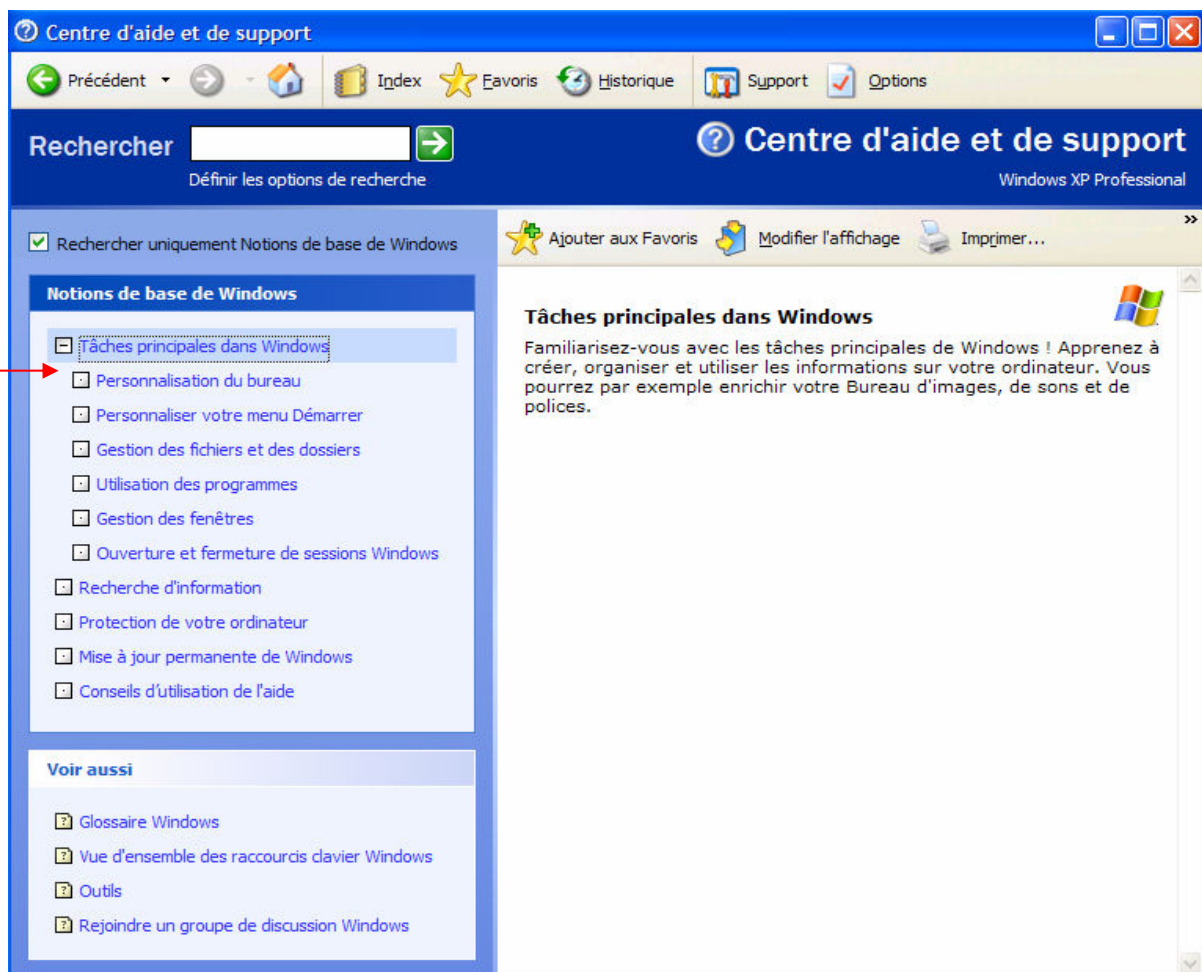 Centre d'aide et de support
Précédent Index Favoris Historique Support Options
Rechercher
Définir les options de recherche
Centre d'aide et de support
Windows XP Professional
Rechercher uniquement Notions de base de Windows
Notions de base de Windows
Tâches principales dans Windows
Personnalisation du bureau
Personnaliser votre menu Démarrer
Gestion des fichiers et des dossiers
Utilisation des programmes
Gestion des fenêtres
Ouverture et fermeture de sessions Windows
Recherche d'information
Protection de votre ordinateur
Mise à jour permanente de Windows
Conseils d'utilisation de l'aide
Voir aussi
Glossaire Windows
Vue d'ensemble des raccourcis clavier Windows
Outils
Rejoindre un groupe de discussion Windows
Ajouter aux Favoris Modifier l'affichage Imprimer... »
Tâches principales dans Windows
Familiarisez-vous avec les tâches principales de Windows ! Apprenez à
créer, organiser et utiliser les informations sur votre ordinateur. Vous
pourrez par exemple enrichir votre Bureau d'images, de sons et de
polices.